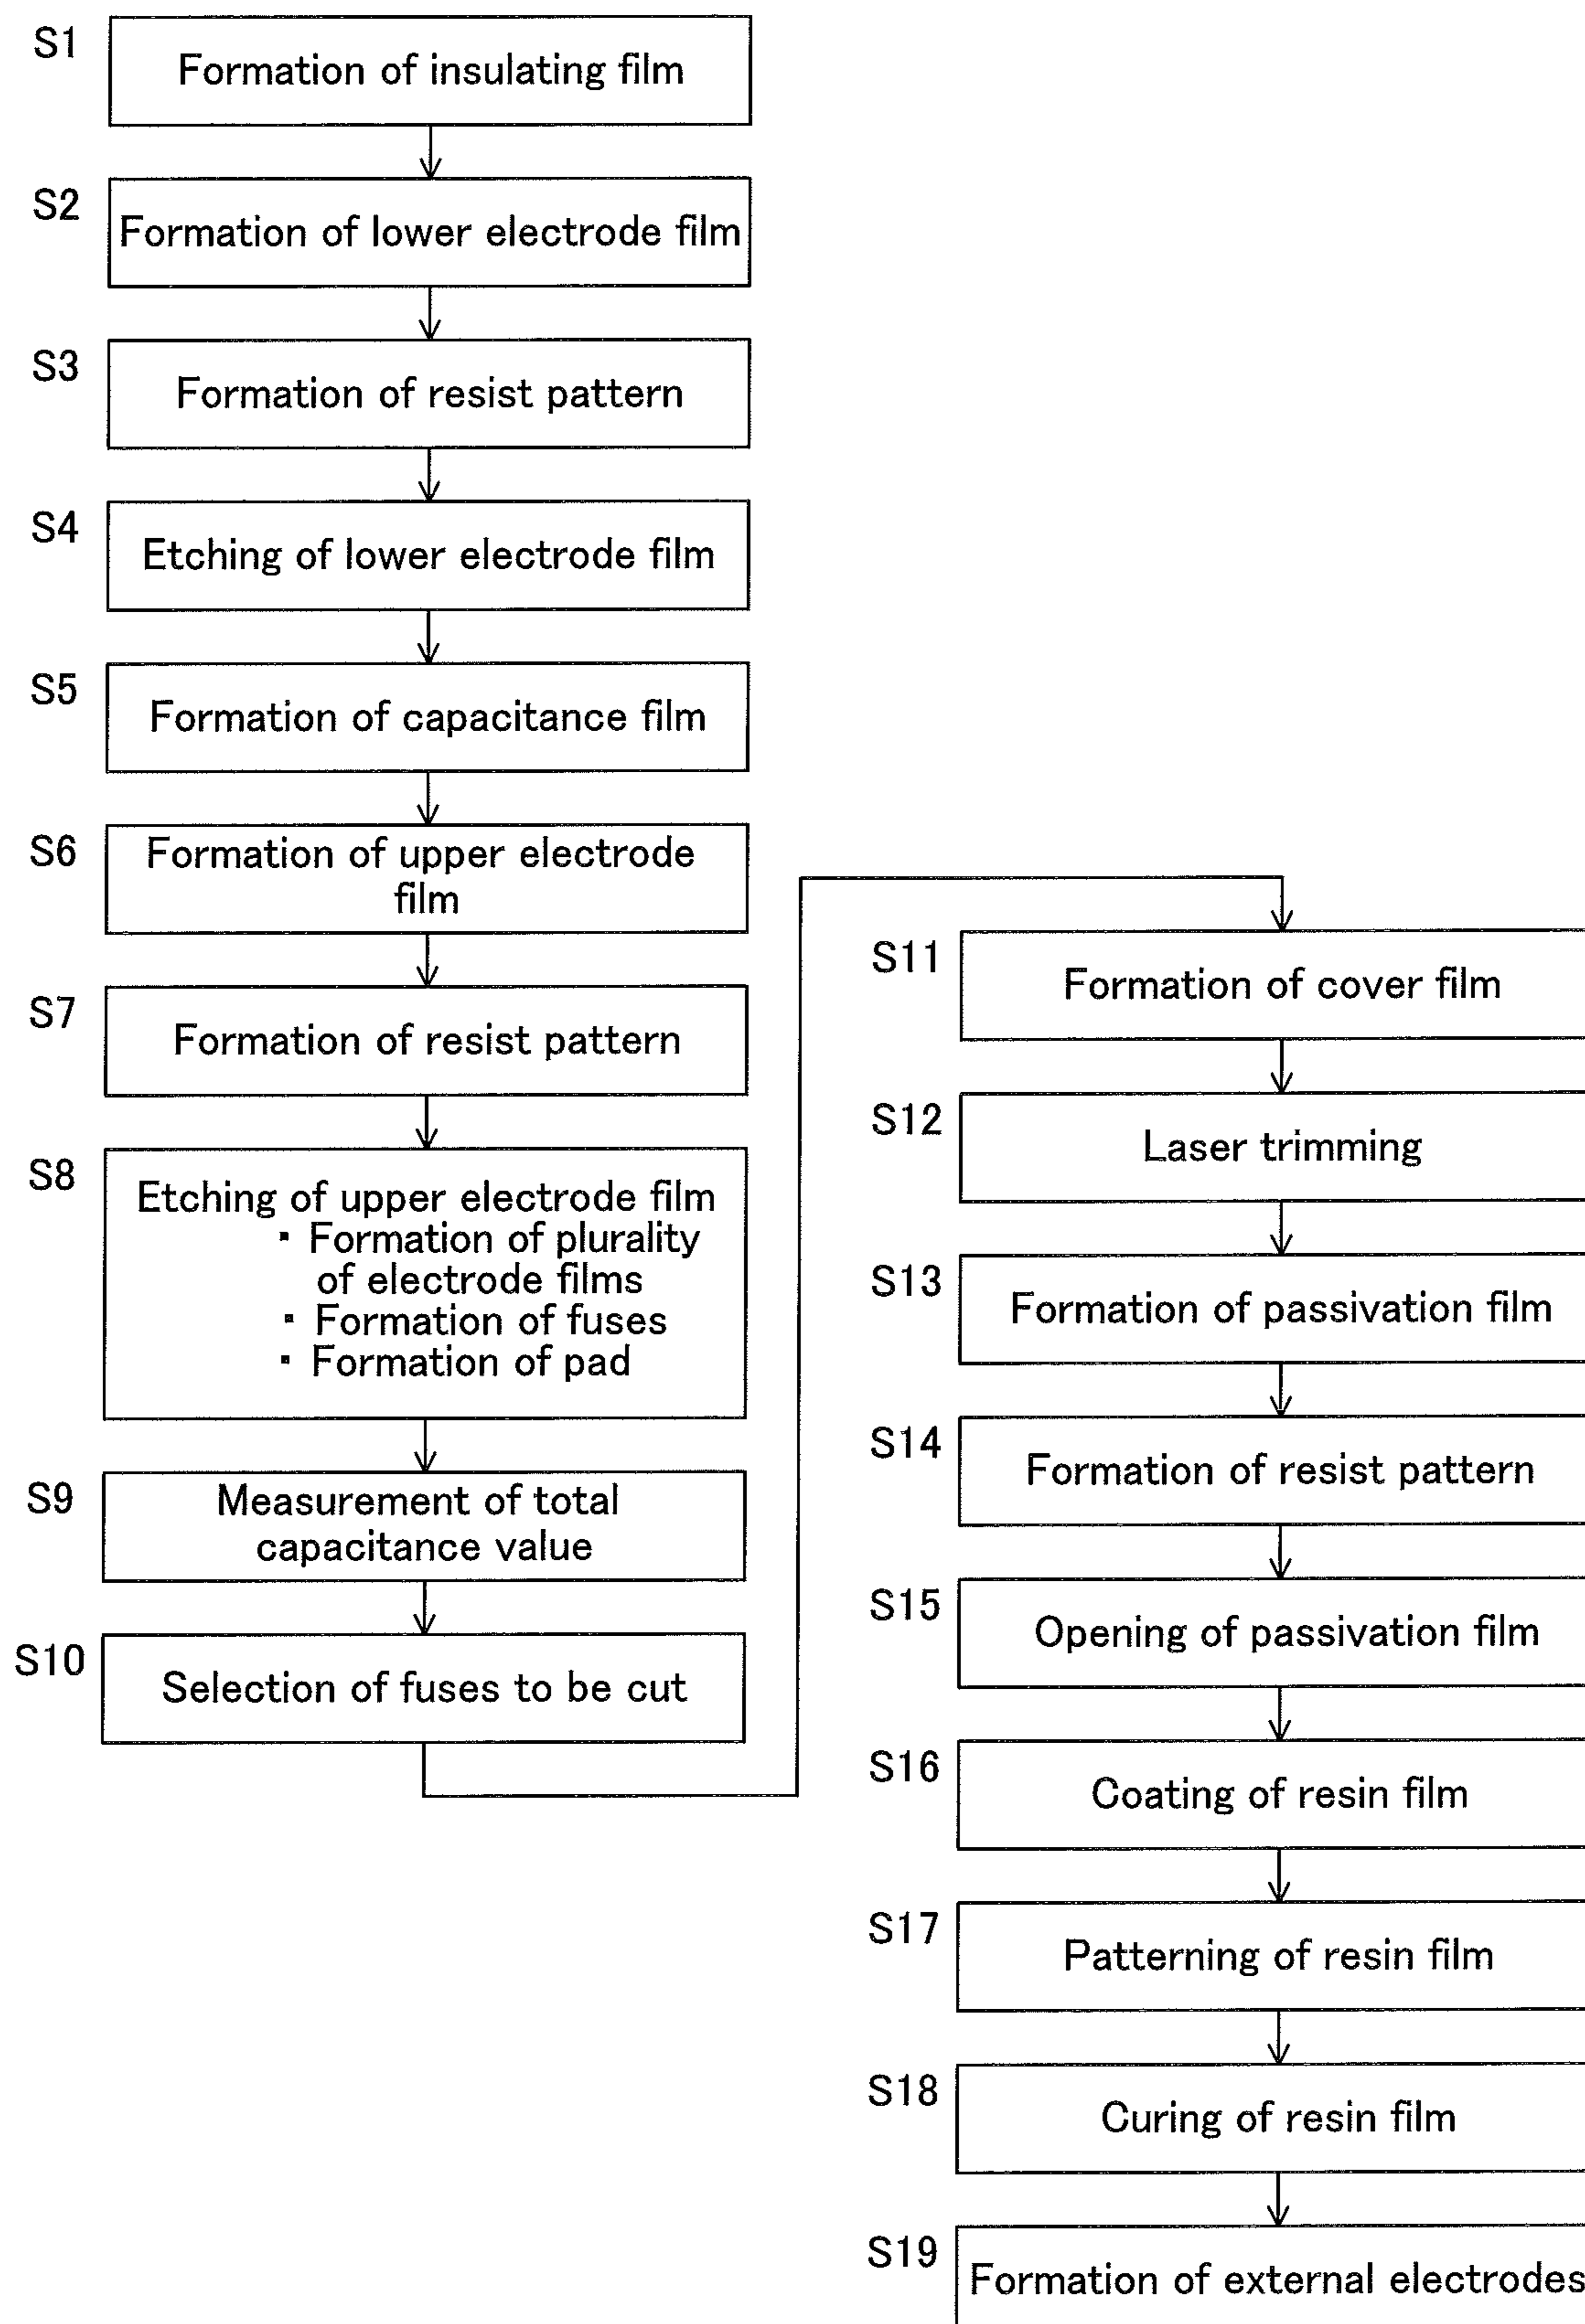 S1
Formation of insulating film
S2
Formation of lower electrode film
S3
Formation of resist pattern
S4
Etching of lower electrode film
S5
Formation of capacitance film
S6
Formation of upper electrode
film
S7
Formation of resist pattern
S8
Etching of upper electrode film
・Formation of plurality
of electrode films
・Formation of fuses
・Formation of pad
S9
Measurement of total
capacitance value
S10
Selection of fuses to be cut
S11
Formation of cover film
S12
Laser trimming
S13
Formation of passivation film
S14
Formation of resist pattern
S15
Opening of passivation film
S16
Coating of resin film
S17
Patterning of resin film
S18
Curing of resin film
S19
Formation of external electrodes